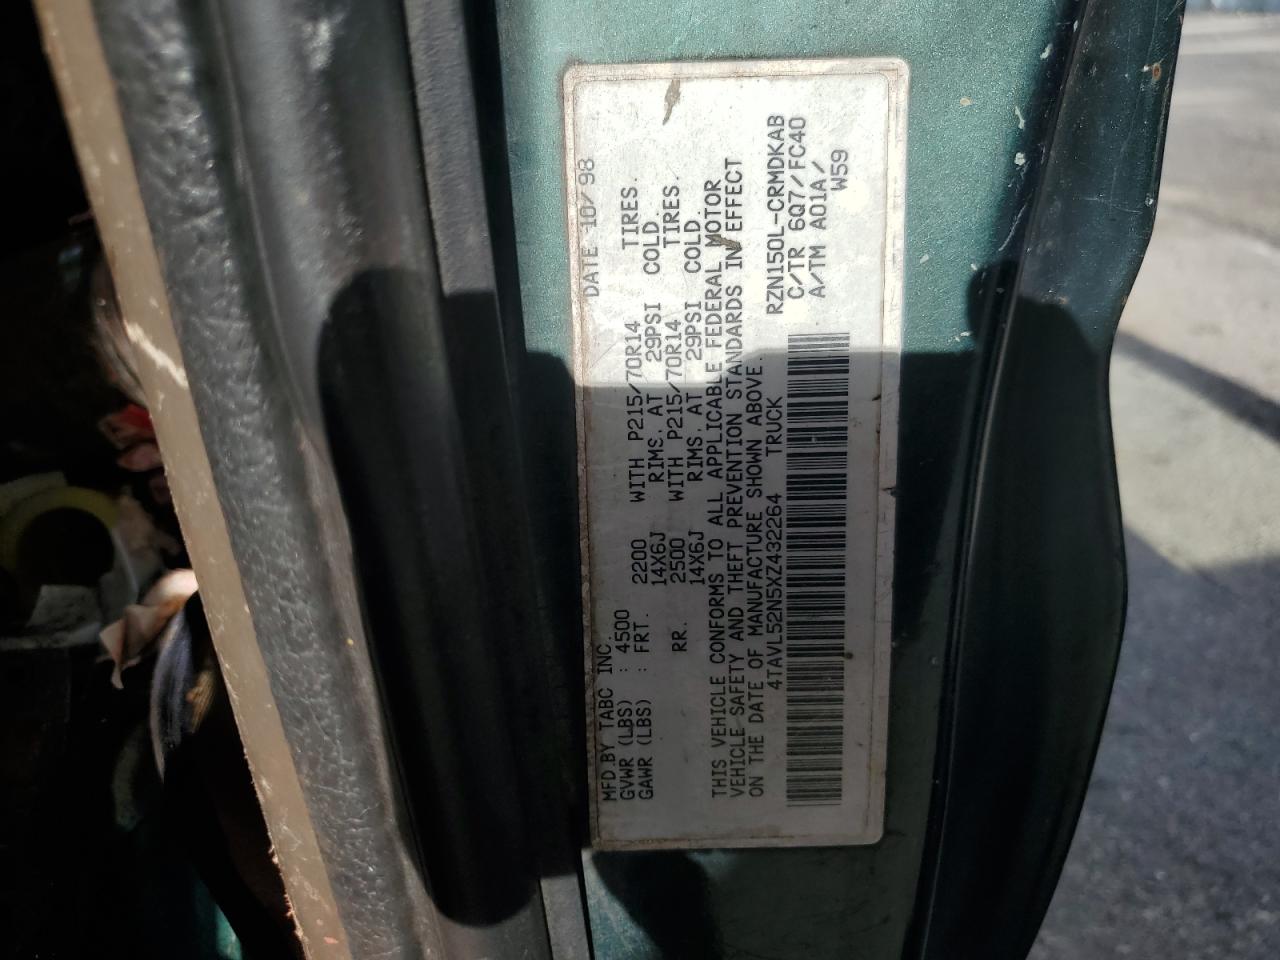 MFD.BY TABC INC. DATE 10/98
GVWR (LBS) : 4500
GAWR (LBS) : FRT. 2200 WITH P215/70R14 TIRES.
14X6J RIMS. AT 29PSI COLD.
RR. 2500 WITH P215/70R14 TIRES.
14X6J RIMS. AT 29PSI COLD.
THIS VEHICLE CONFORMS TO ALL APPLICABLE FEDERAL MOTOR
VEHICLE SAFETY AND THEFT PREVENTION STANDARDS IN EFFECT
ON THE DATE OF MANUFACTURE SHOWN ABOVE.
4TAVL52N5XZ432264 TRUCK RZN150L-CRMDKAB
C/TR 6Q7/FC40
A/TM A01A/
W59